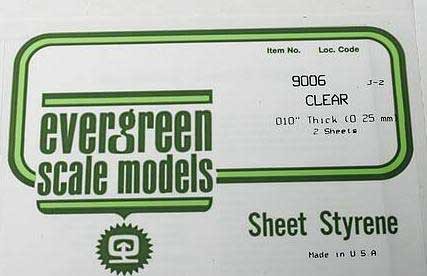 Item No. Loc. Code
9006 J-2
CLEAR
.010" Thick (0 25 mm
2 Sheets
evergreen
scale models
Sheet Styrene
Made in U S A